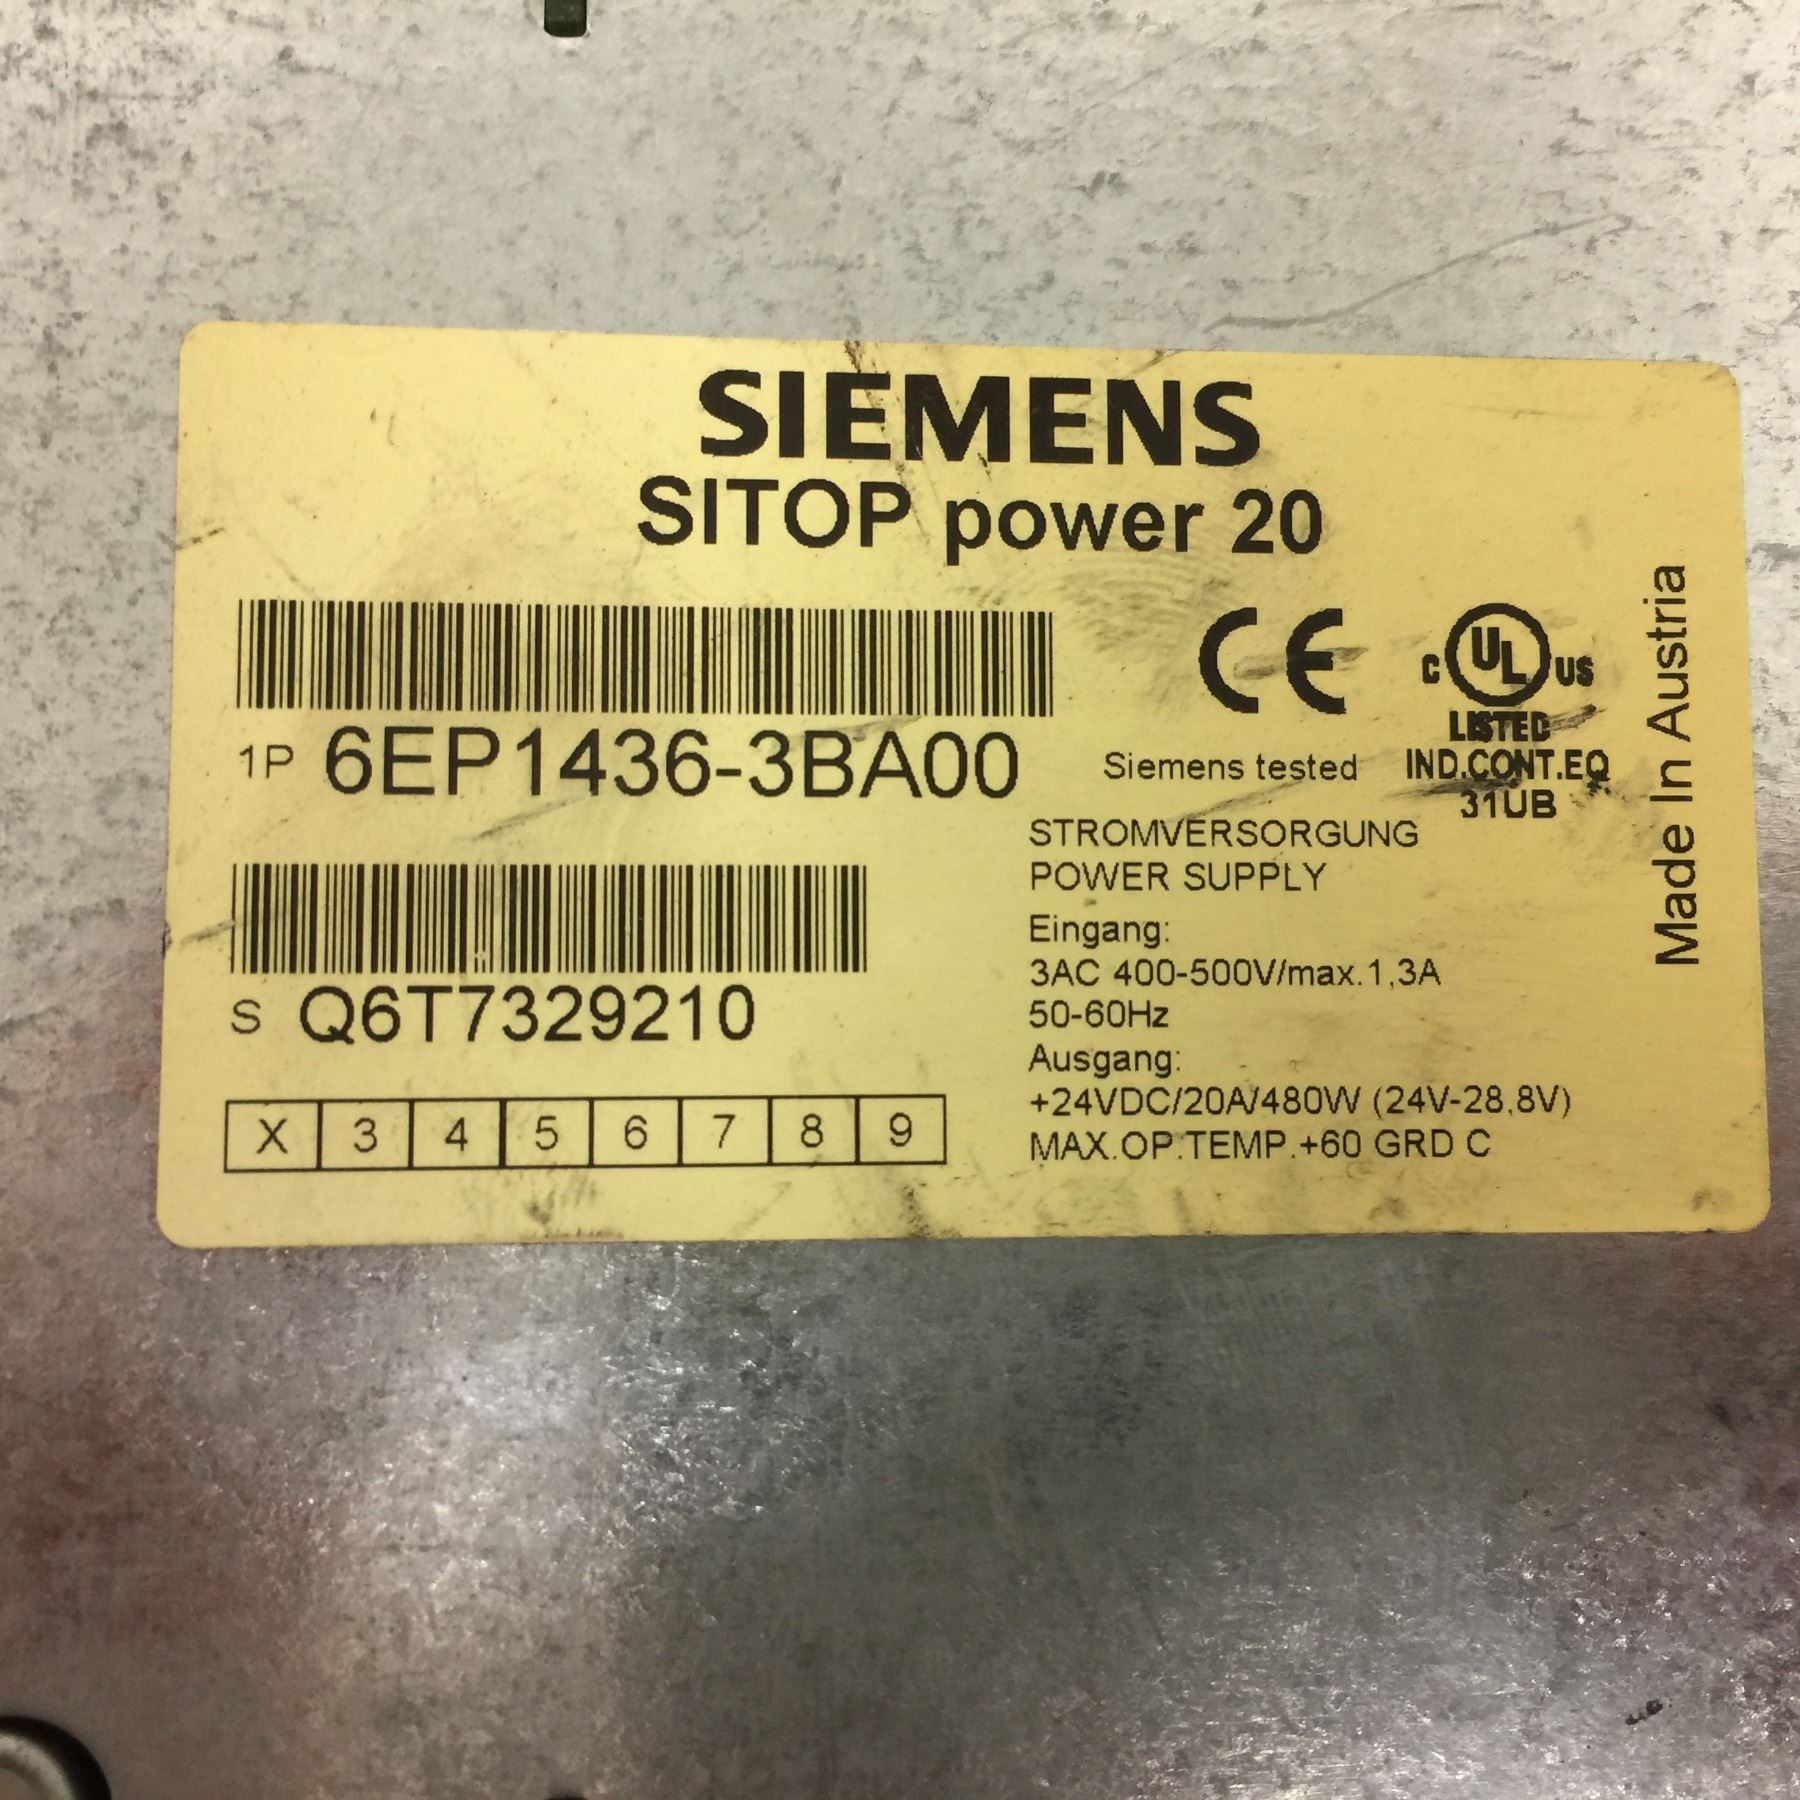 SIEMENS
SITOP power 20
1P 6EP1436-3BA00
S Q6T7329210
X 3 4 5 6 7 8 9
CE
C UL US
LISTED
IND.CONT.EQ
31UB
Siemens tested
STROMVERSORGUNG
POWER SUPPLY
Eingang:
3AC 400-500V/max.1,3A
50-60Hz
Ausgang:
+24VDC/20A/480W (24V-28,8V)
MAX.OP.TEMP.+60 GRD C
Made In Austria